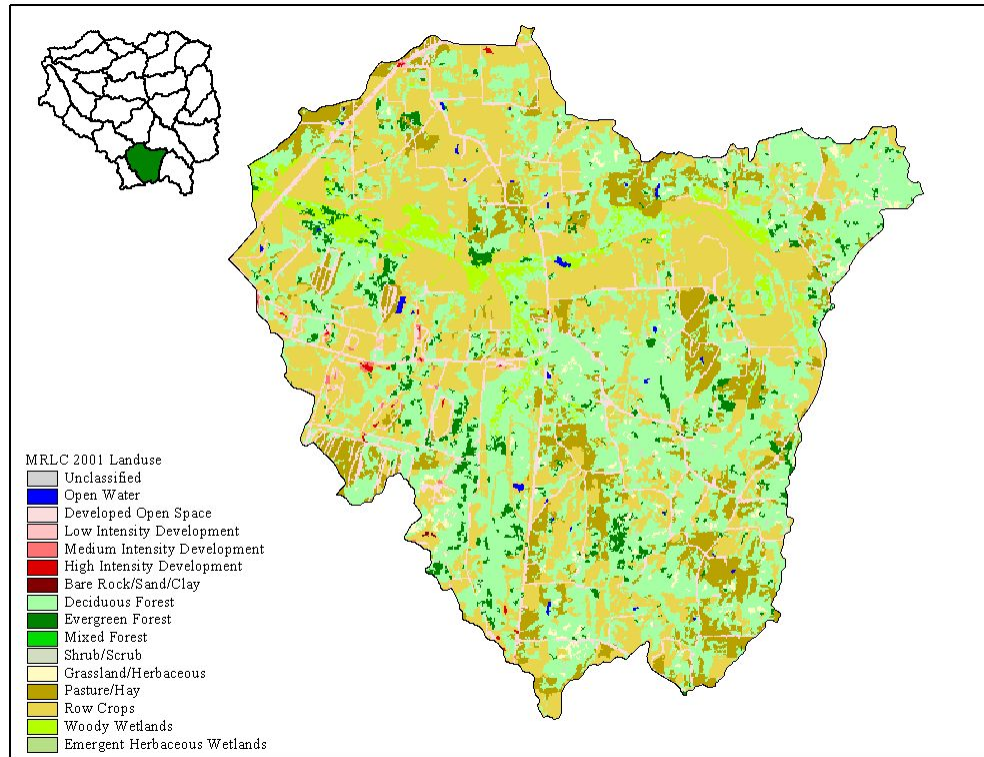 MRLC 2001 Landuse
Unclassified
Open Water
Developed Open Space
Low Intensity Development
Medium Intensity Development
High Intensity Development
Bare Rock/Sand/Clay
Deciduous Forest
Evergreen Forest
Mixed Forest
Shrub/Scrub
Grassland/Herbaceous
Pasture/Hay
Row Crops
Woody Wetlands
Emergent Herbaceous Wetlands